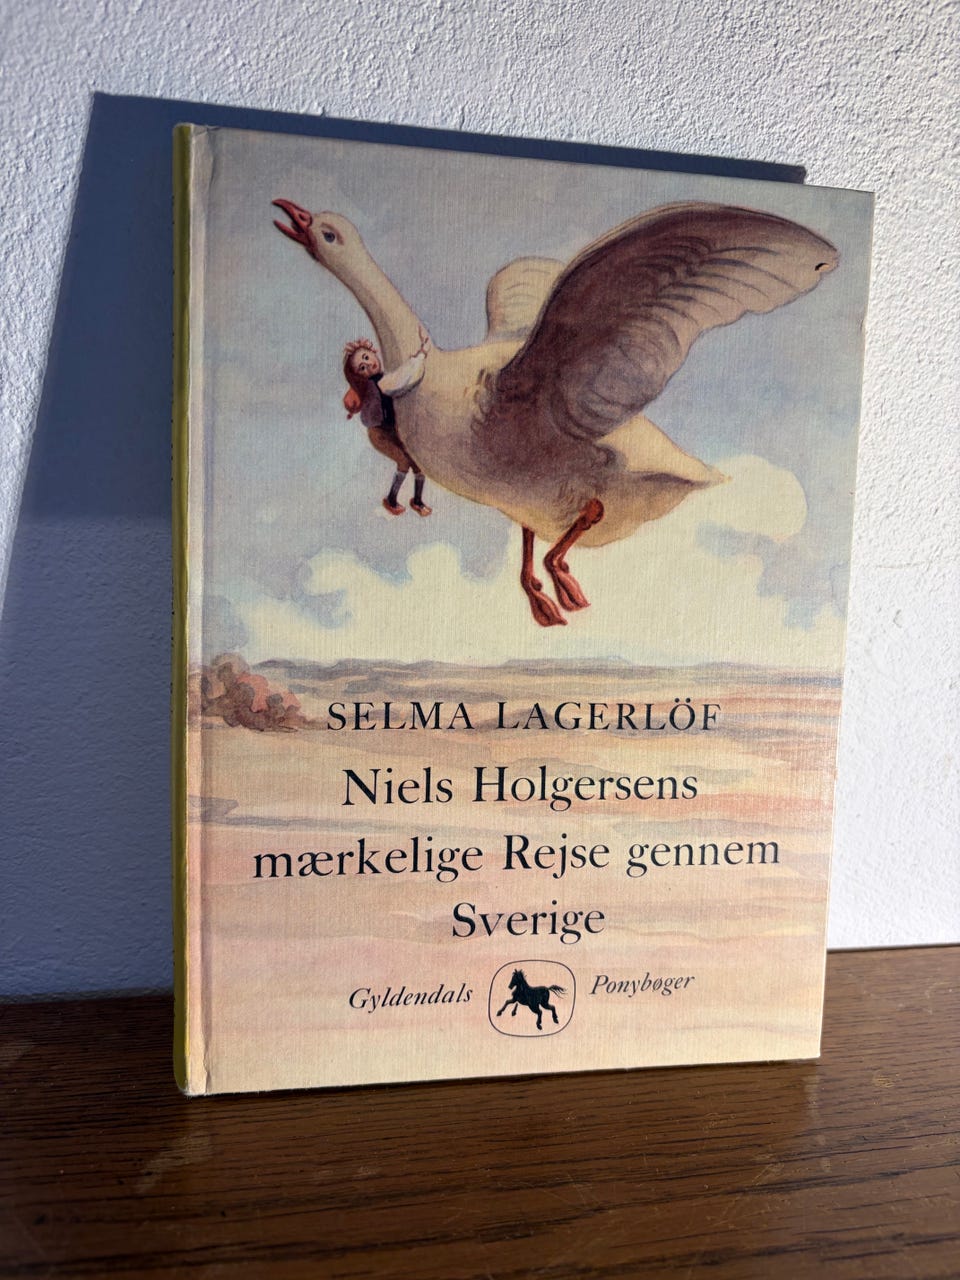 SELMA LAGERLÖF
Niels Holgersens
mærkelige Rejse gennem
Sverige
Gyldendals Ponybøger